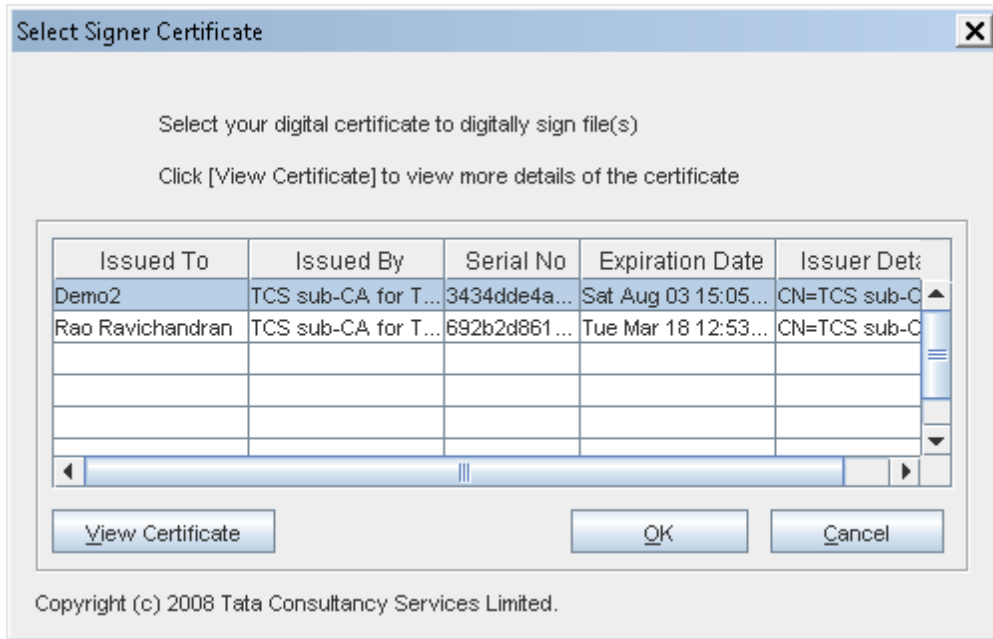 Select Signer Certificate
Select your digital certificate to digitally sign file(s)
Click [View Certificate] to view more details of the certificate
Issued To Issued By Serial No Expiration Date Issuer Deta
Demo2 TCS sub-CA for T... 3434dde4a... Sat Aug 03 15:05... CN=TCS sub-C
Rao Ravichandran TCS sub-CA for T... 692b2d861... Tue Mar 18 12:53... CN=TCS sub-C
View Certificate OK Cancel
Copyright (c) 2008 Tata Consultancy Services Limited.